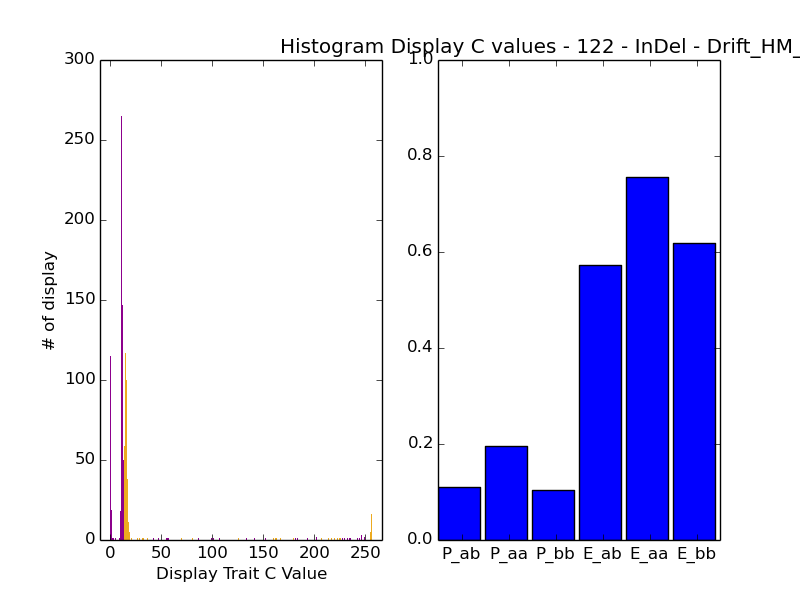 Histogram Display C values - 122 - InDel - Drift_HM_
300
250
200
150
100
50
0
# of display
0 50 100 150 200 250
Display Trait C Value
1.0
0.8
0.6
0.4
0.2
0.0
P_ab P_aa P_bb E_ab E_aa E_bb